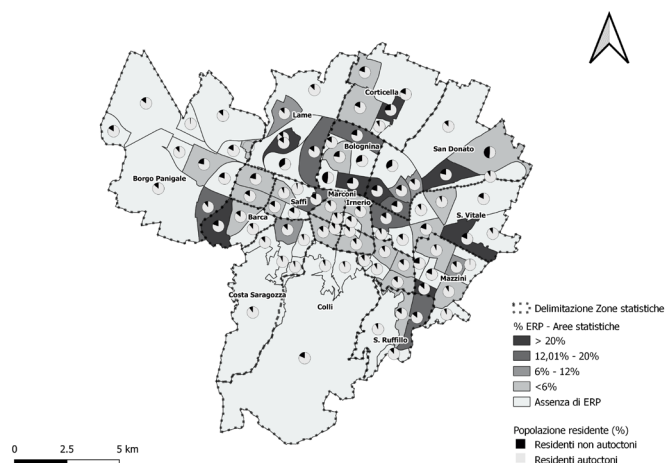 Corticella
Lame
Bolognina
San Donato
Borgo Panigale
Marconi
Saffi
Irnerio
Barca
S. Vitale
Mazzini
Costa Saragozza
Colli
S. Ruffillo
Delimitazione Zone statistiche
% ERP - Aree statistiche
> 20%
12,01% - 20%
6% - 12%
<6%
Assenza di ERP
Popolazione residente (%)
Residenti non autoctoni
Residenti autoctoni
0 2.5 5 km